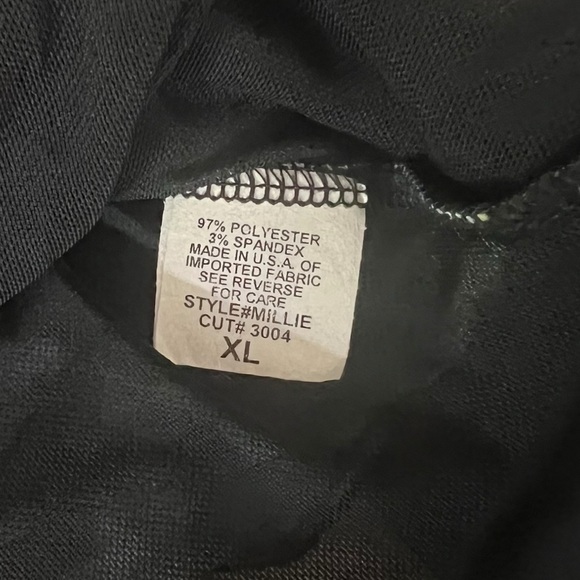 97% POLYESTER
3% SPANDEX
MADE IN U.S.A. OF
IMPORTED FABRIC
SEE REVERSE
FOR CARE
STYLE#MILLIE
CUT# 3004
XL